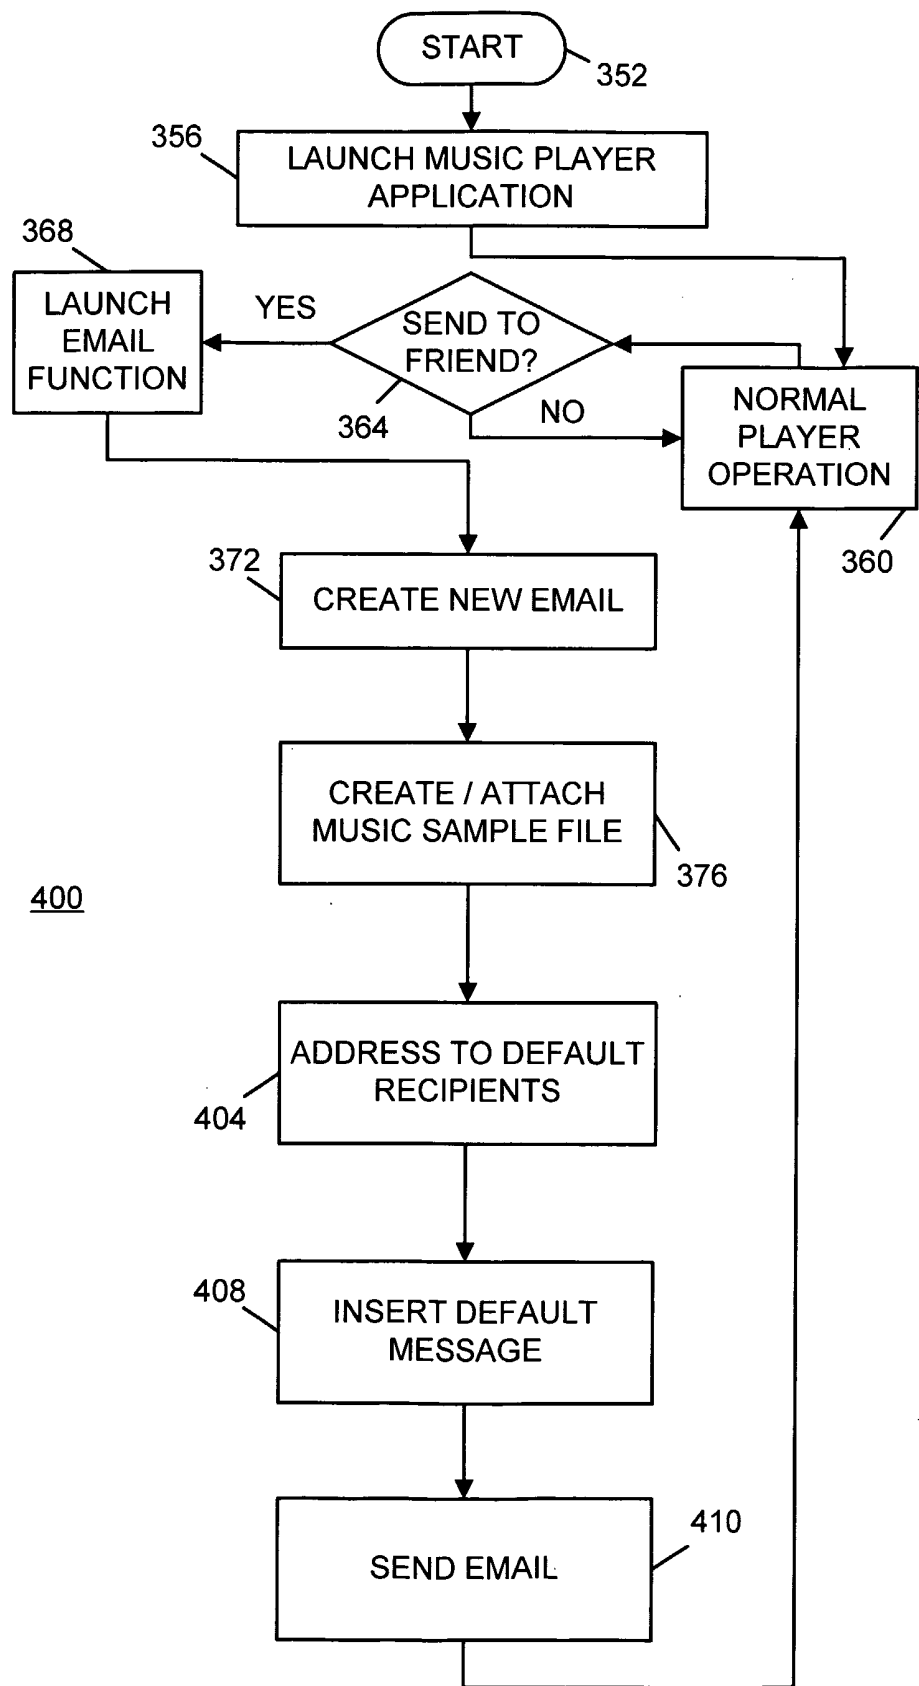 START
352
356
LAUNCH MUSIC PLAYER
APPLICATION
368
LAUNCH
EMAIL
FUNCTION
YES
SEND TO
FRIEND?
364
NO
NORMAL
PLAYER
OPERATION
360
372
CREATE NEW EMAIL
CREATE / ATTACH
MUSIC SAMPLE FILE
376
400
ADDRESS TO DEFAULT
RECIPIENTS
404
408
INSERT DEFAULT
MESSAGE
410
SEND EMAIL